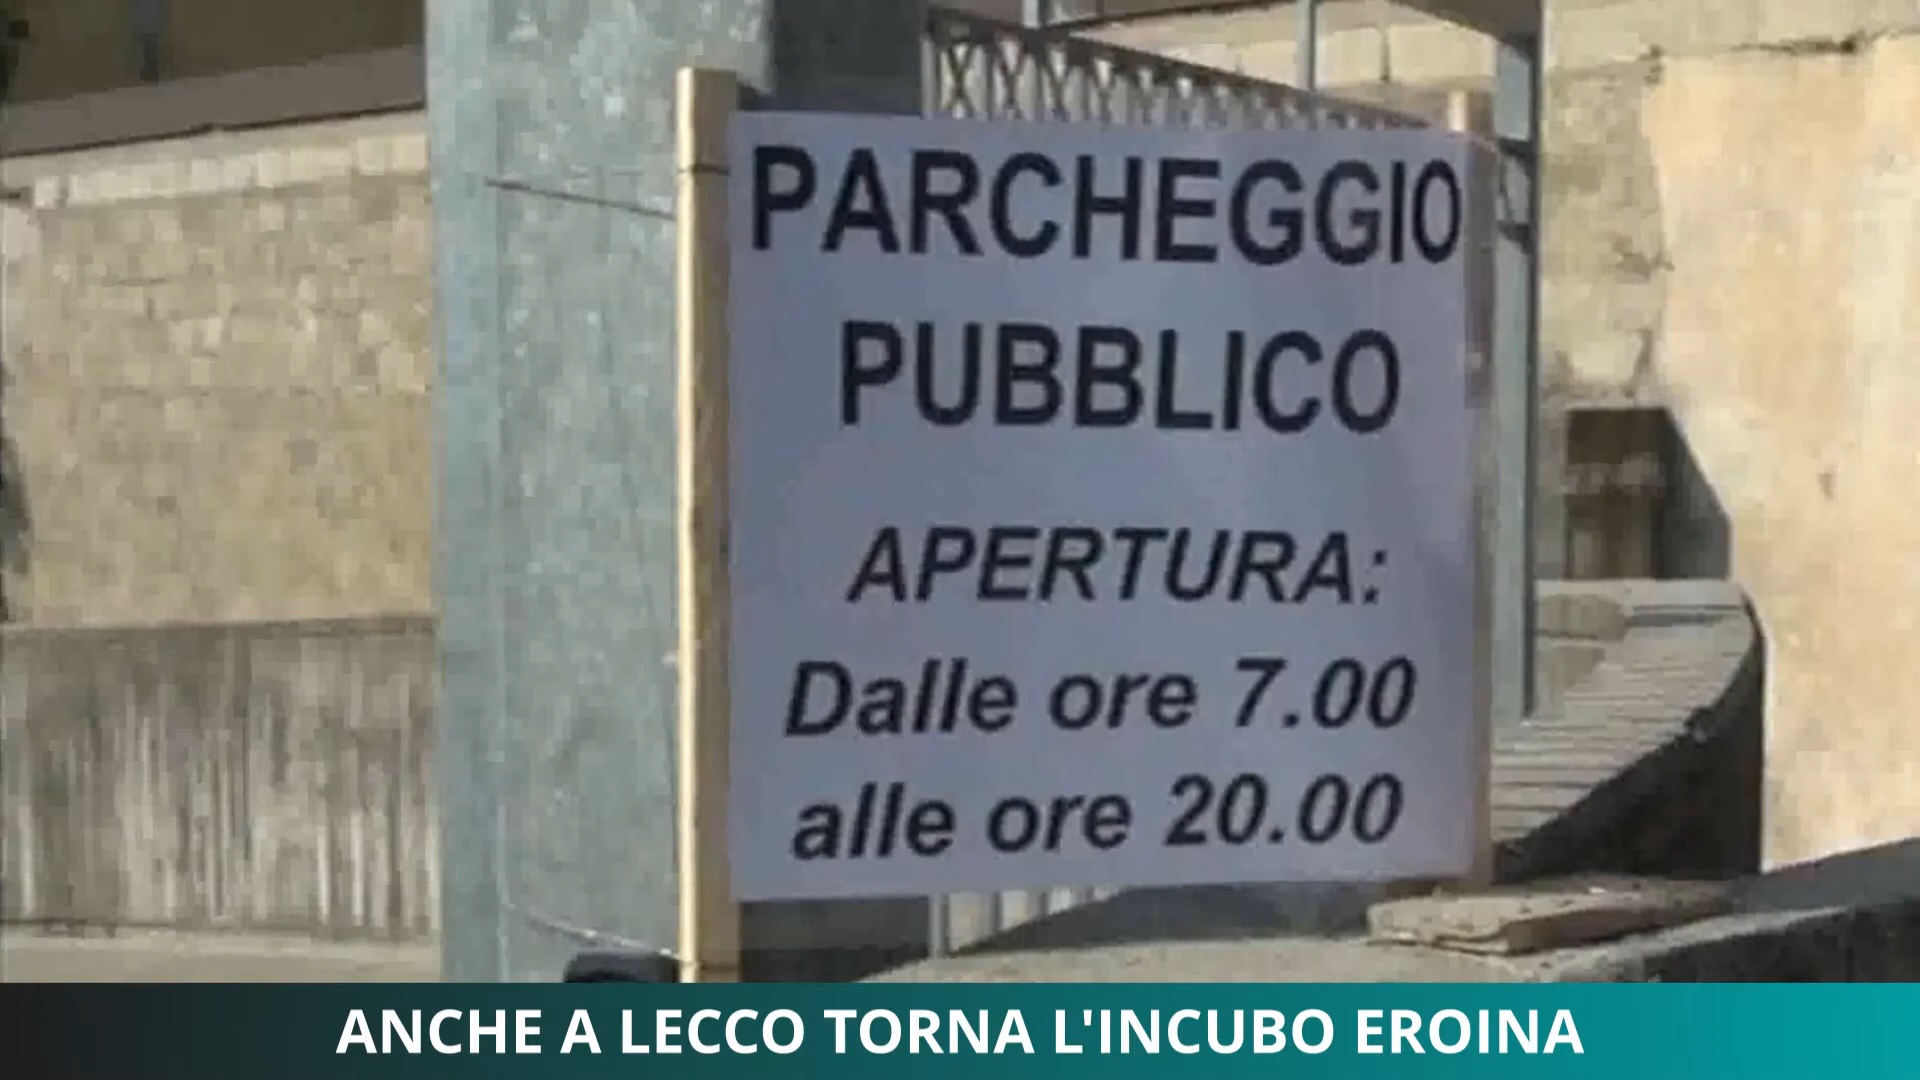 PARCHEGGIO
PUBBLICO
APERTURA:
Dalle ore 7.00
alle ore 20.00
ANCHE A LECCO TORNA L'INCUBO EROINA